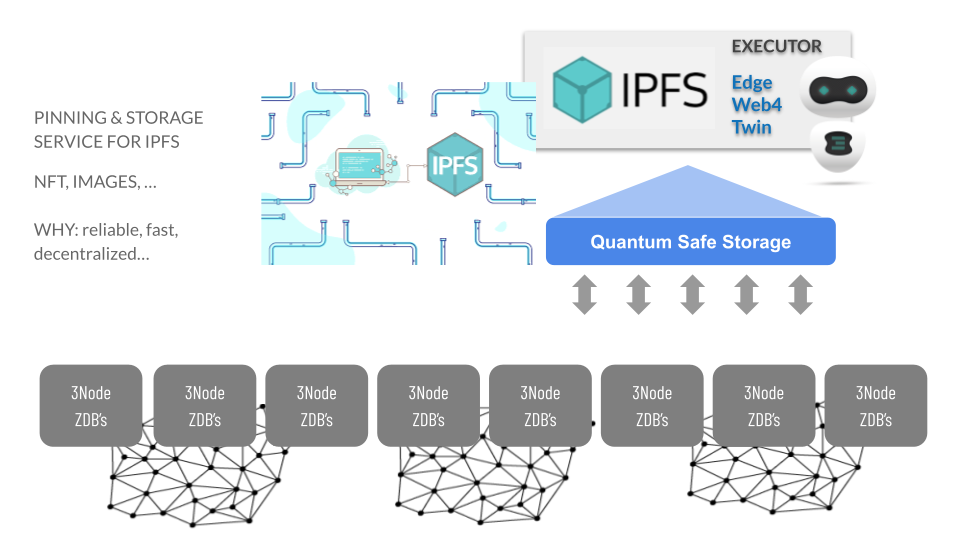 PINNING & STORAGE
SERVICE FOR IPFS
NFT, IMAGES, ...
WHY: reliable, fast,
decentralized...
IPFS
IPFS
EXECUTOR
Edge
Web4
Twin
Quantum Safe Storage
3Node
ZDB's
3Node
ZDB's
3Node
ZDB's
3Node
ZDB's
3Node
ZDB's
3Node
ZDB's
3Node
ZDB's
3Node
ZDB's